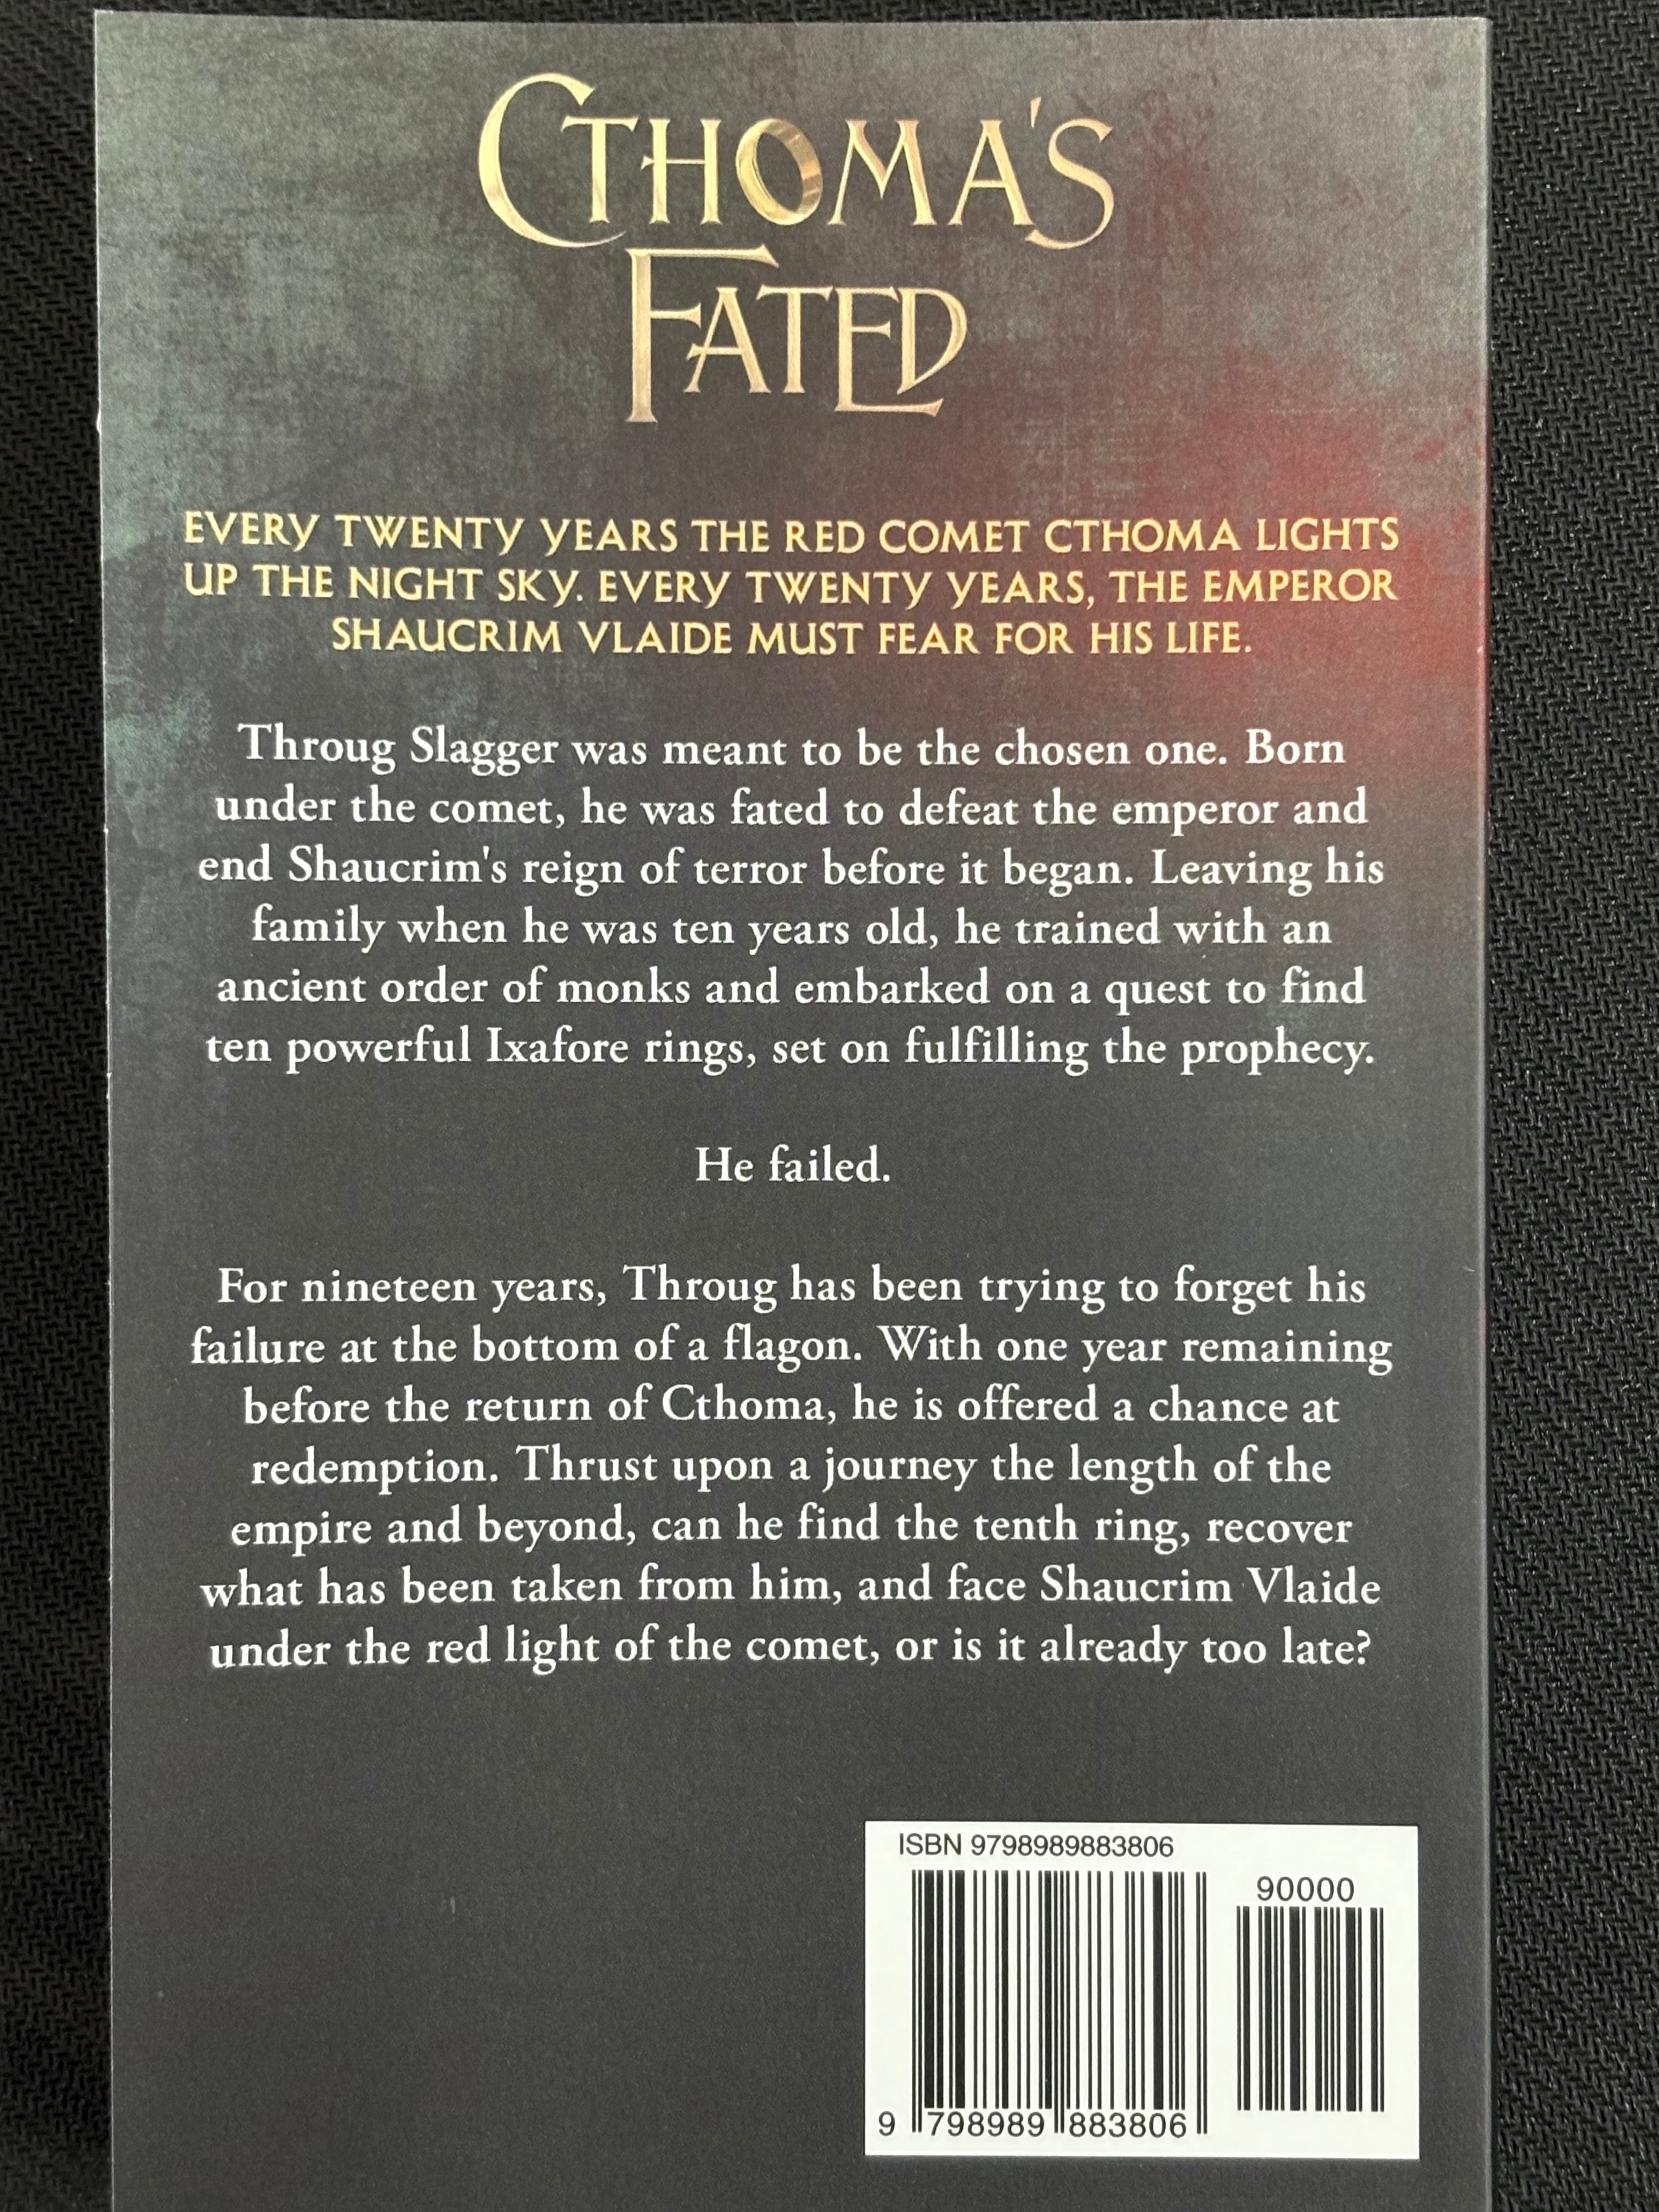 CTHOMA'S
FATED
EVERY TWENTY YEARS THE RED COMET CTHOMA LIGHTS
UP THE NIGHT SKY. EVERY TWENTY YEARS, THE EMPEROR
SHAUCRIM VLAIDE MUST FEAR FOR HIS LIFE.
Throug Slagger was meant to be the chosen one. Born
under the comet, he was fated to defeat the emperor and
end Shaucrim's reign of terror before it began. Leaving his
family when he was ten years old, he trained with an
ancient order of monks and embarked on a quest to find
ten powerful Ixafore rings, set on fulfilling the prophecy.
He failed.
For nineteen years, Throug has been trying to forget his
failure at the bottom of a flagon. With one year remaining
before the return of Cthoma, he is offered a chance at
redemption. Thrust upon a journey the length of the
empire and beyond, can he find the tenth ring, recover
what has been taken from him, and face Shaucrim Vlaide
under the red light of the comet, or is it already too late?
ISBN 9798989883806
90000
9 798989 883806